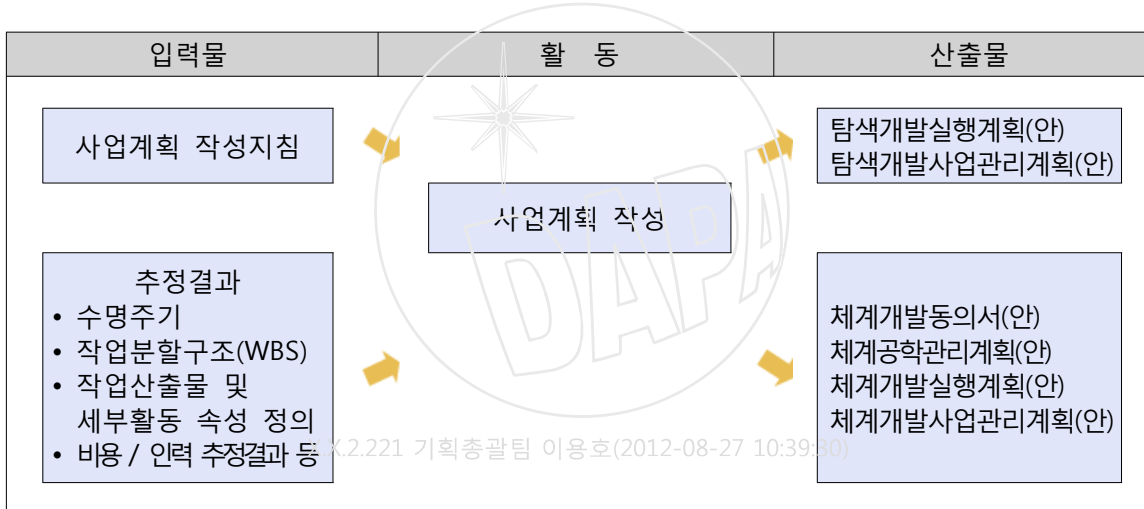 입력물
활 동
산출물
사업계획 작성지침
사업계획 작성
탐색개발실행계획(안)
탐색개발사업관리계획(안)
추정결과
• 수명주기
• 작업분할구조(WBS)
• 작업산출물 및
세부활동 속성 정의
• 비용 / 인력 추정결과 등
체계개발동의서(안)
체계공학관리계획(안)
체계개발실행계획(안)
체계개발사업관리계획(안)
DAPA
X.2.221 기획총괄팀 이용호(2012-08-27 10:39:30)